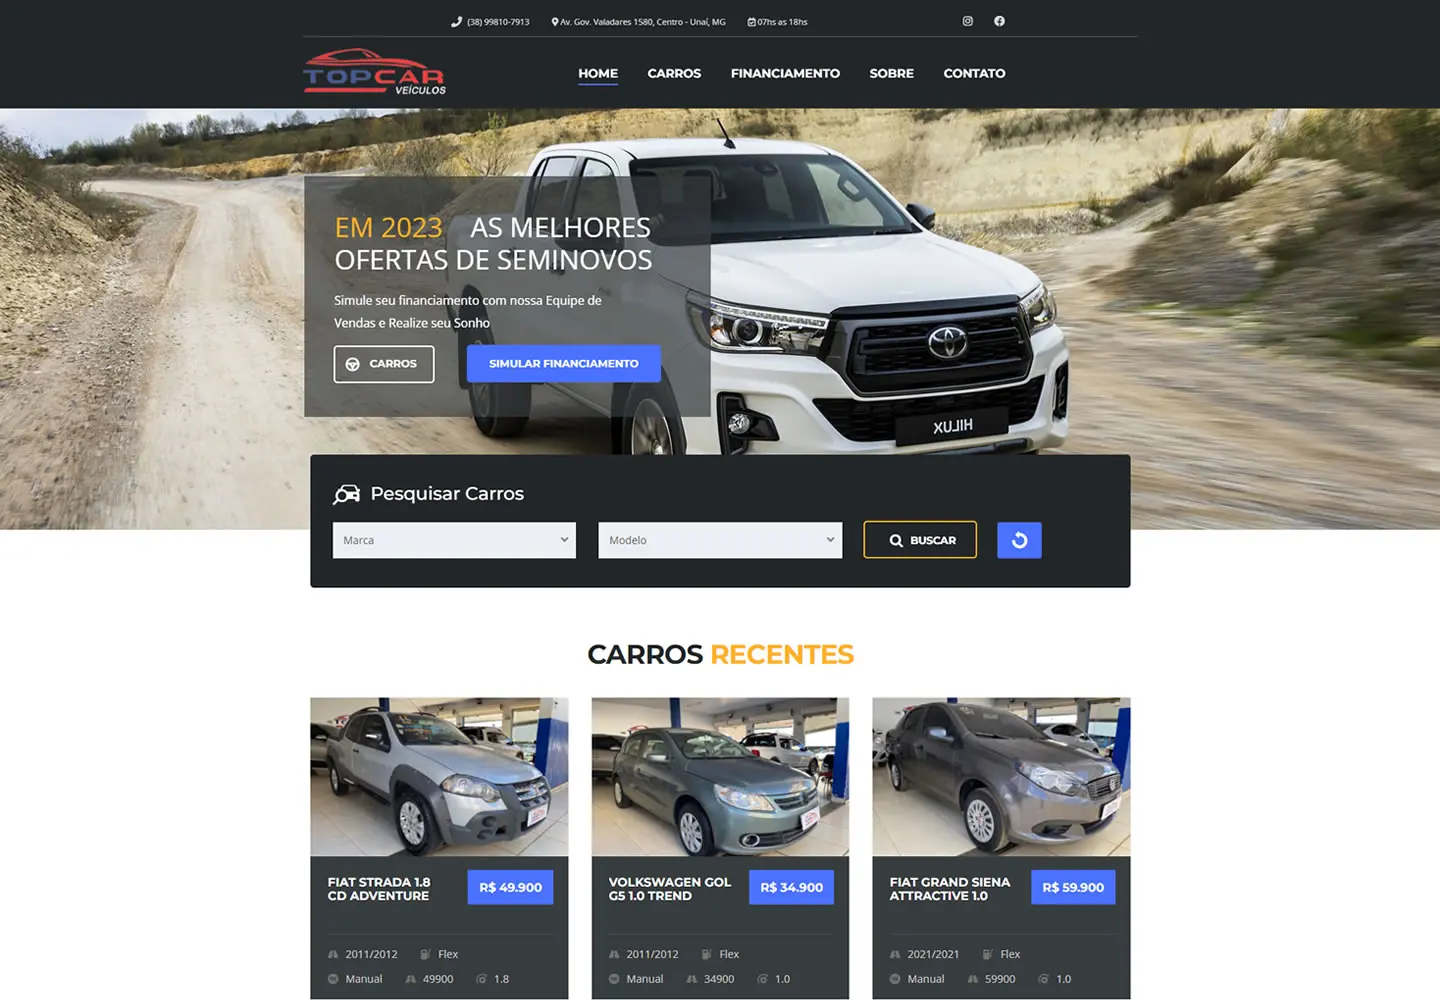 (38) 99810-7913 Av. Gov. Valadares 1580, Centro - Unaí, MG 07hs as 18hs
TOPCAR
VEÍCULOS
HOME CARROS FINANCIAMENTO SOBRE CONTATO
EM 2023 AS MELHORES
OFERTAS DE SEMINOVOS
Simule seu financiamento com nossa Equipe de
Vendas e Realize seu Sonho
CARROS SIMULAR FINANCIAMENTO
HILUX
Pesquisar Carros
Marca Modelo BUSCAR
CARROS RECENTES
FIAT STRADA 1.8
CD ADVENTURE
R$ 49.900
2011/2012 Flex
Manual 49900 1.8
VOLKSWAGEN GOL
G5 1.0 TREND
R$ 34.900
2011/2012 Flex
Manual 34900 1.0
FIAT GRAND SIENA
ATTRACTIVE 1.0
R$ 59.900
2021/2021 Flex
Manual 59900 1.0